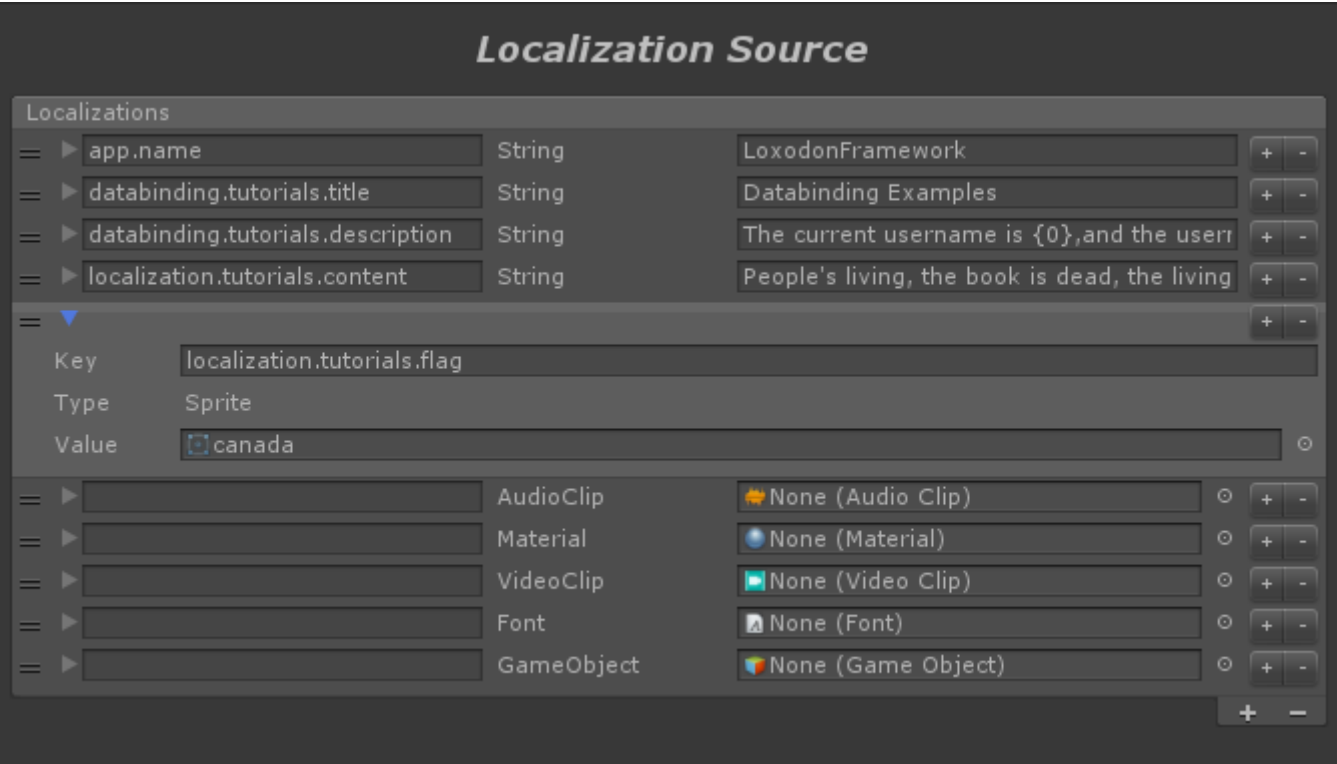 Localization Source
Localizations
app.name String LoxodonFramework + -
databinding.tutorials.title String Databinding Examples + -
databinding.tutorials.description String The current username is {0},and the + -
localization.tutorials.content String People's living, the book is dead, the living + -
+ -
Key localization.tutorials.flag
Type Sprite
Value canada
AudioClip None (Audio Clip) + -
Material None (Material) + -
VideoClip None (Video Clip) + -
Font None (Font) + -
GameObject None (Game Object) + -
+ −